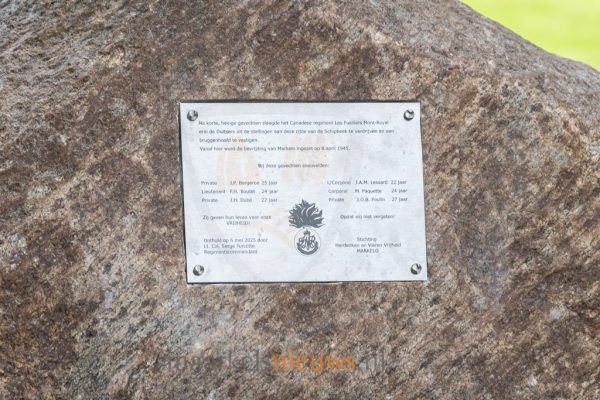 Na korte, hevige gevechten slaagde het Canadese regiment Les Fusiliers Mont-Royal
erin de Duitsers uit de stellingen aan deze zijde van de Schipbeek te verdrijven en een
bruggenhoofd te vestigen.
Vanaf hier werd de bevrijding van Markelo ingezet op 8 april 1945.
Bij deze gevechten sneuvelden:
Private J.P. Bergeron 25 jaar L/Corporal J.A.M. Lessard 22 jaar
Lieutenant F.H. Boutin 24 jaar Corporal M. Paquette 24 jaar
Private J.H. Dubé 22 jaar Private J.O.B. Poulin 27 jaar
Zij gaven hun leven voor onze VRIJHEID! Opdat wij niet vergeten!
Onthuld op 6 mei 2025 door Stichting
Lt. Col. Serge Turcotte Herdenken en Vieren Vrijheid
Regimentscommandant MARKELO
nieuws.nl